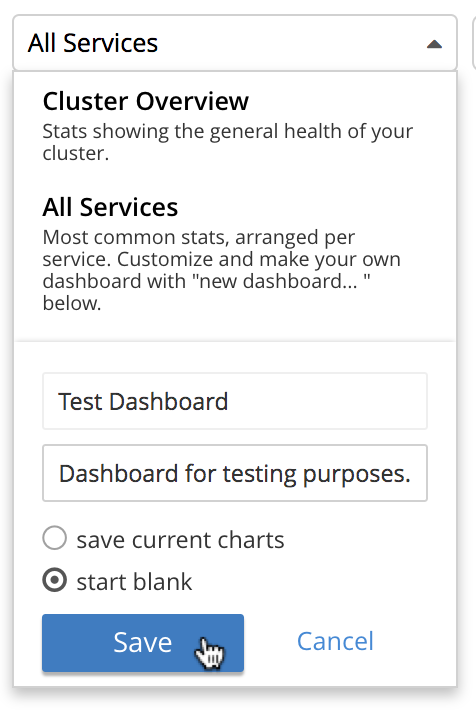 All Services
Cluster Overview
Stats showing the general health of your
cluster.
All Services
Most common stats, arranged per
service. Customize and make your own
dashboard with "new dashboard... "
below.
Test Dashboard
Dashboard for testing purposes.
save current charts
start blank
Save
Cancel